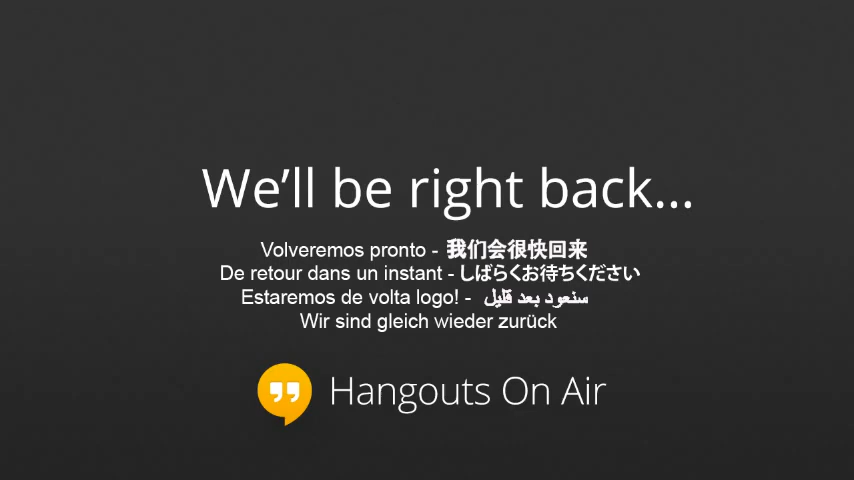 We'll be right back...
Volveremos pronto - 我们会很快回来
De retour dans un instant - しばらくお待ちください
Estaremos de volta logo! - سنعود بعد قليل
Wir sind gleich wieder zurück
Hangouts On Air